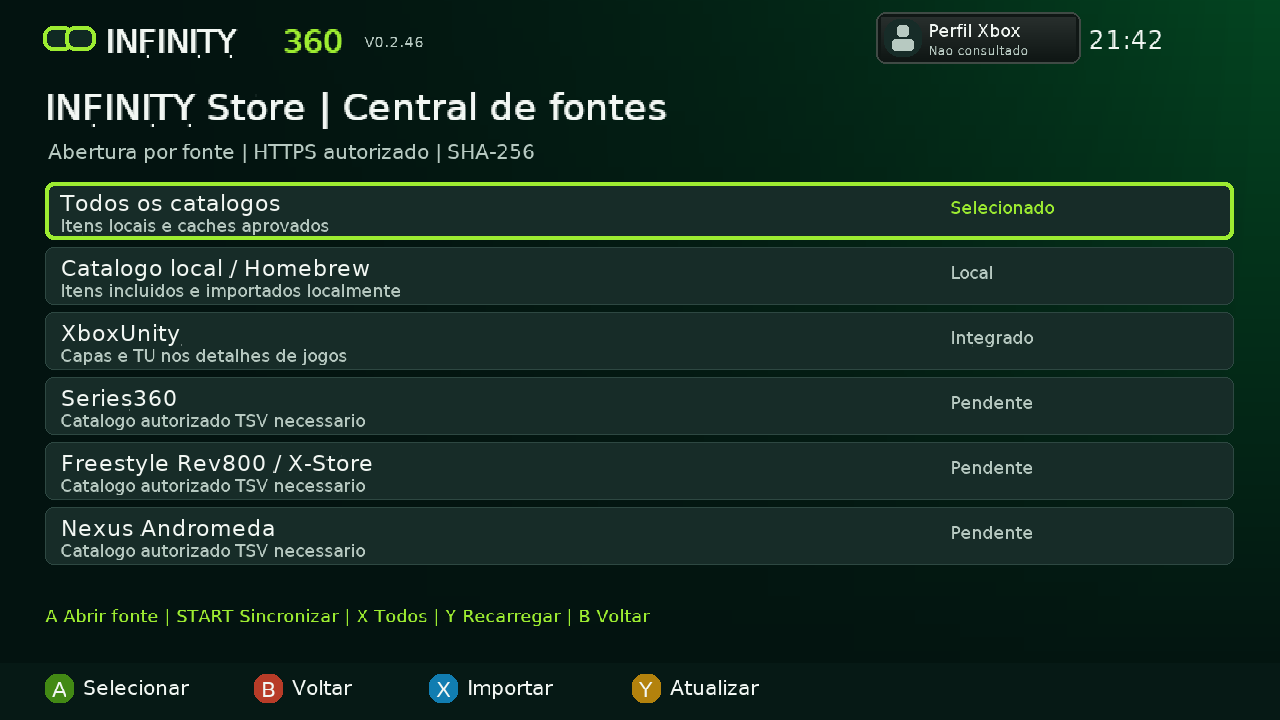 INFINITY 360 V0.2.46
Perfil Xbox
Nao consultado
21:42
INFINITY Store | Central de fontes
Abertura por fonte | HTTPS autorizado | SHA-256
Todos os catalogos
Itens locais e caches aprovados
Selecionado
Catalogo local / Homebrew
Itens incluidos e importados localmente
Local
XboxUnity
Capas e TU nos detalhes de jogos
Integrado
Series360
Catalogo autorizado TSV necessario
Pendente
Freestyle Rev800 / X-Store
Catalogo autorizado TSV necessario
Pendente
Nexus Andromeda
Catalogo autorizado TSV necessario
Pendente
A Abrir fonte | START Sincronizar | X Todos | Y Recarregar | B Voltar
A Selecionar B Voltar X Importar Y Atualizar